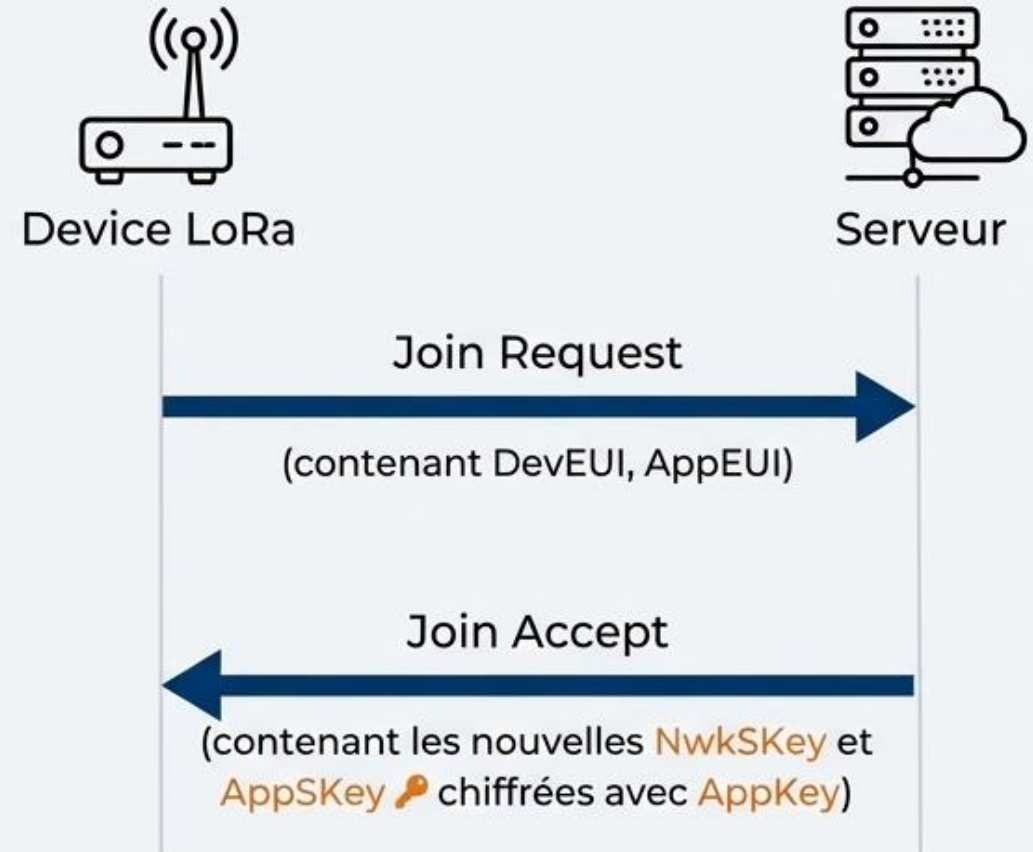 Device LoRa
Serveur
Join Request
(contenant DevEUI, AppEUI)
Join Accept
(contenant les nouvelles NwkSKey et
AppSKey chiffrées avec AppKey)